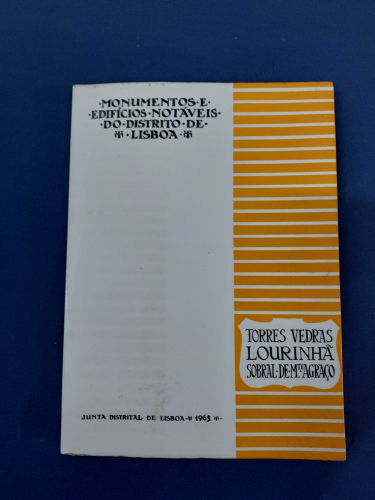 ·MONUMENTOS·E·
·EDIFÍCIOS·NOTÁVEIS·
·DO·DISTRITO·DE·
·LISBOA·
TORRES VEDRAS
LOURINHÃ
SOBRAL·DE·MTE AGRAÇO
JUNTA DISTRITAL DE LISBOA · 1963 ·